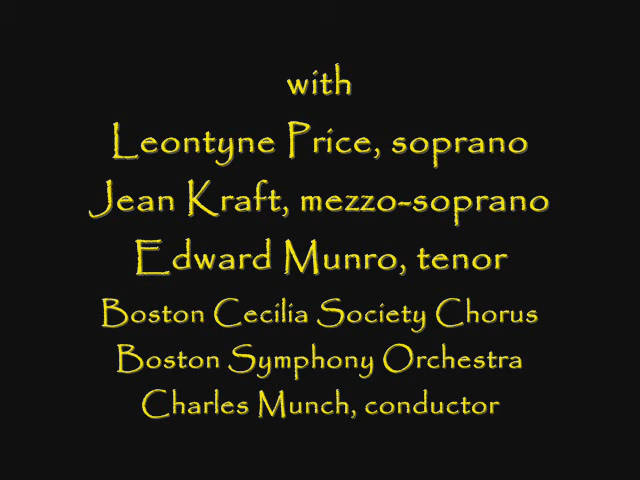 with
Leontyne Price, soprano
Jean Kraft, mezzo-soprano
Edward Munro, tenor
Boston Cecilia Society Chorus
Boston Symphony Orchestra
Charles Munch, conductor